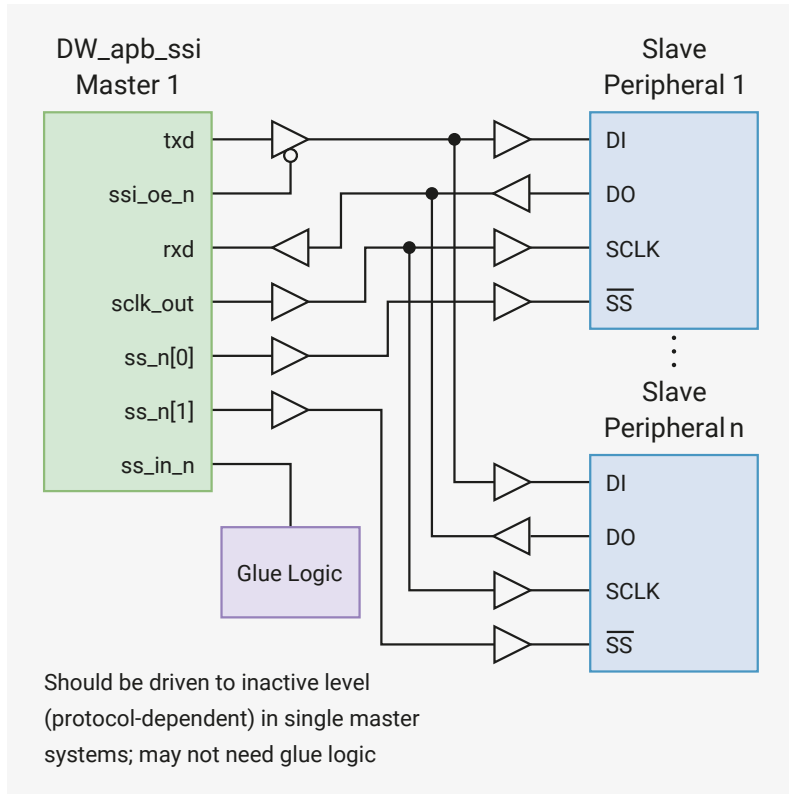 DW_apb_ssi
Master 1
txd
ssi_oe_n
rxd
sclk_out
ss_n[0]
ss_n[1]
ss_in_n
Glue Logic
Slave
Peripheral 1
DI
DO
SCLK
S̅S̅
Slave
Peripheral n
DI
DO
SCLK
S̅S̅
Should be driven to inactive level
(protocol-dependent) in single master
systems; may not need glue logic